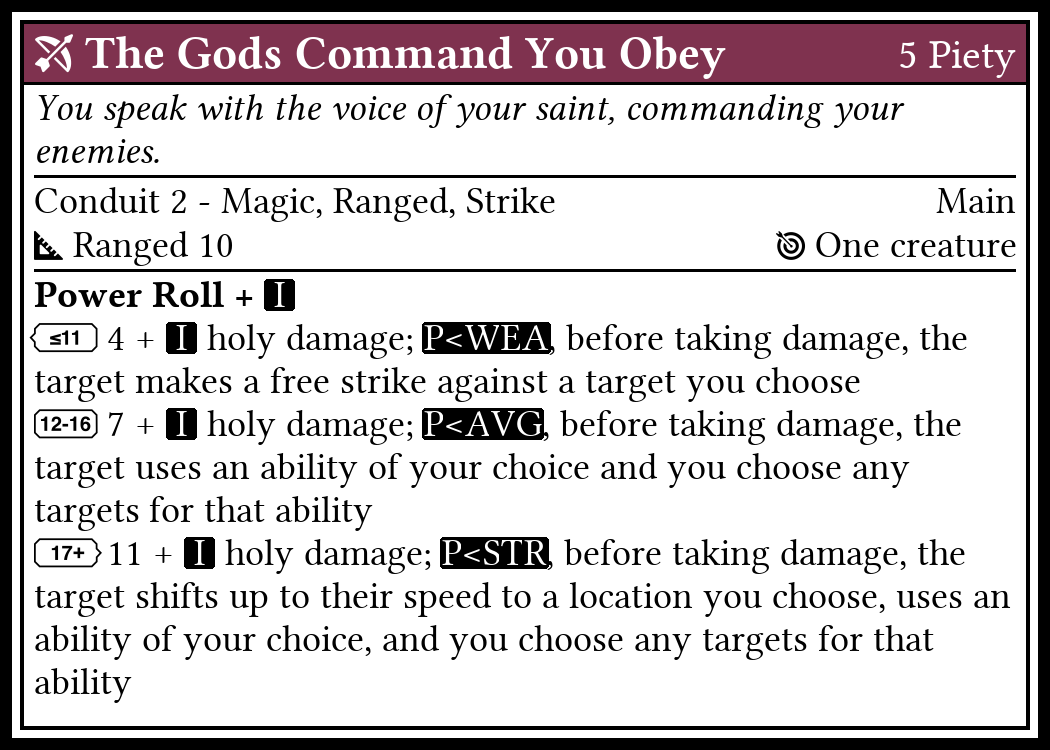 The Gods Command You Obey 5 Piety
You speak with the voice of your saint, commanding your
enemies.
Conduit 2 - Magic, Ranged, Strike Main
Ranged 10 One creature
Power Roll + I
≤11 4 + I holy damage; P<WEA, before taking damage, the
target makes a free strike against a target you choose
12-16 7 + I holy damage; P<AVG, before taking damage, the
target uses an ability of your choice and you choose any
targets for that ability
17+ 11 + I holy damage; P<STR, before taking damage, the
target shifts up to their speed to a location you choose, uses an
ability of your choice, and you choose any targets for that
ability